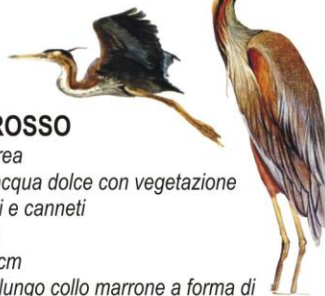 ROSSO
rea
acqua dolce con vegetazione
i e canneti
cm
lungo collo marrone a forma di